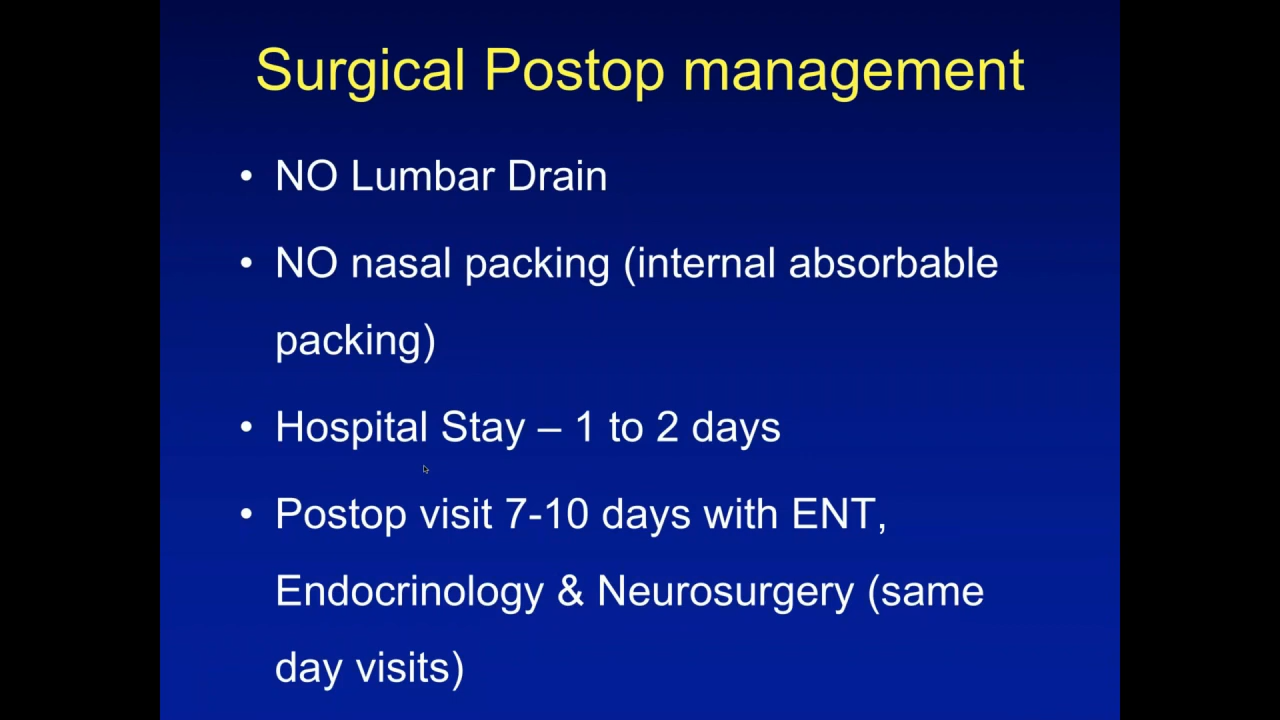 Surgical Postop management
• NO Lumbar Drain
• NO nasal packing (internal absorbable
packing)
• Hospital Stay – 1 to 2 days
• Postop visit 7-10 days with ENT,
Endocrinology & Neurosurgery (same
day visits)